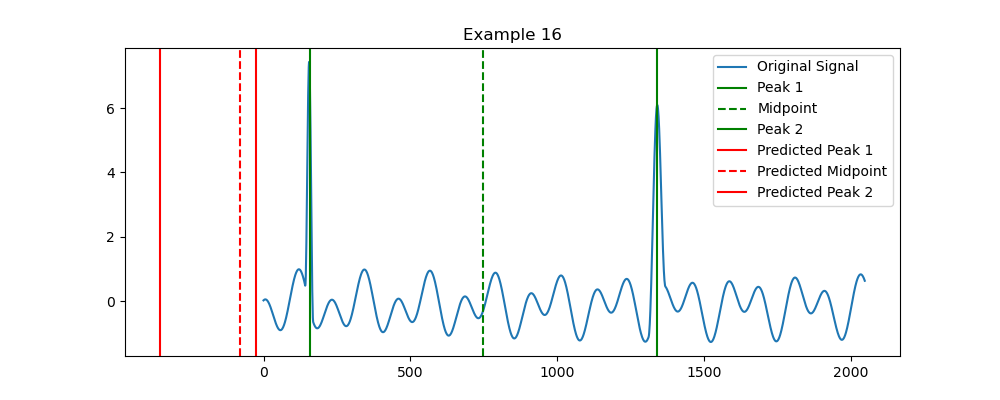 Example 16
Original Signal
Peak 1
Midpoint
Peak 2
Predicted Peak 1
Predicted Midpoint
Predicted Peak 2
6
4
2
0
0 500 1000 1500 2000